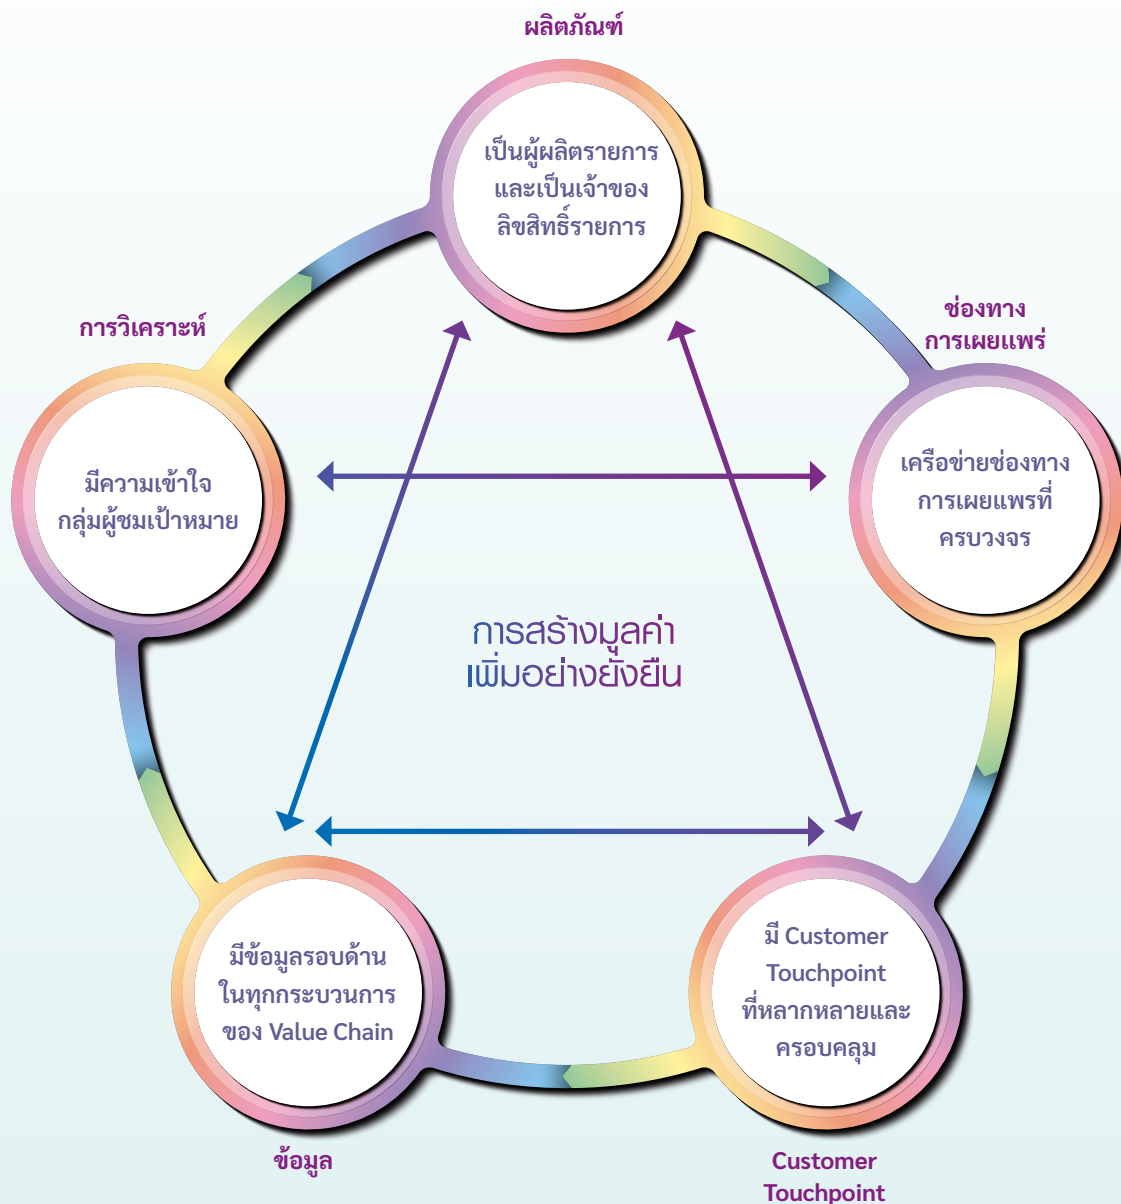 ผลิตภัณฑ์
เป็นผู้ผลิตรายการ
และเป็นเจ้าของ
ลิขสิทธิ์รายการ
การวิเคราะห์
ช่องทาง
การเผยแพร่
มีความเข้าใจ
กลุ่มผู้ชมเป้าหมาย
เครือข่ายช่องทาง
การเผยแพรที่
ครบวงจร
การสร้างมูลค่า
เพิ่มอย่างยั่งยืน
มีข้อมูลรอบด้าน
ในทุกกระบวนการ
ของ Value Chain
มี Customer
Touchpoint
ที่หลากหลายและ
ครอบคลุม
ข้อมูล
Customer
Touchpoint